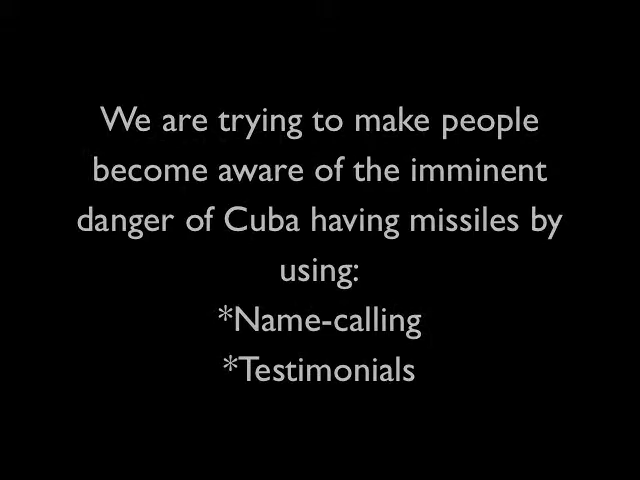 We are trying to make people
become aware of the imminent
danger of Cuba having missiles by
using:
*Name-calling
*Testimonials